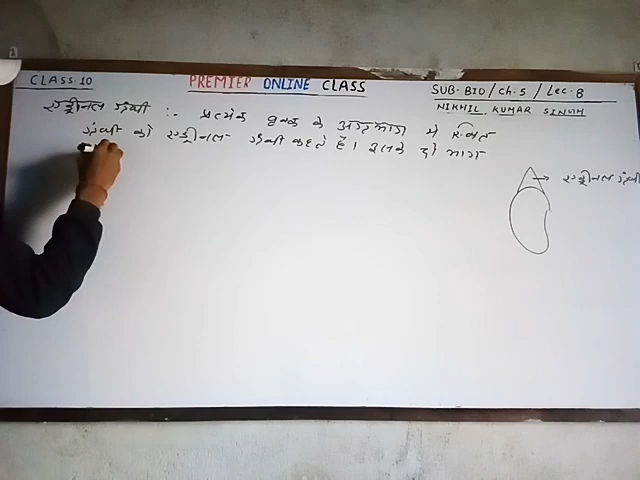 CLASS-10
PREMIER ONLINE CLASS
SUB-BIO/Ch-5/Lec-8
NIKHIL KUMAR SINGH
एड्रीनल ग्रंथी :- प्रत्येक वृक्क के अग्रभाग में स्थित
ग्रंथी को एड्रीनल ग्रंथी कहते हैं। इसके दो भाग
एड्रीनल ग्रंथी